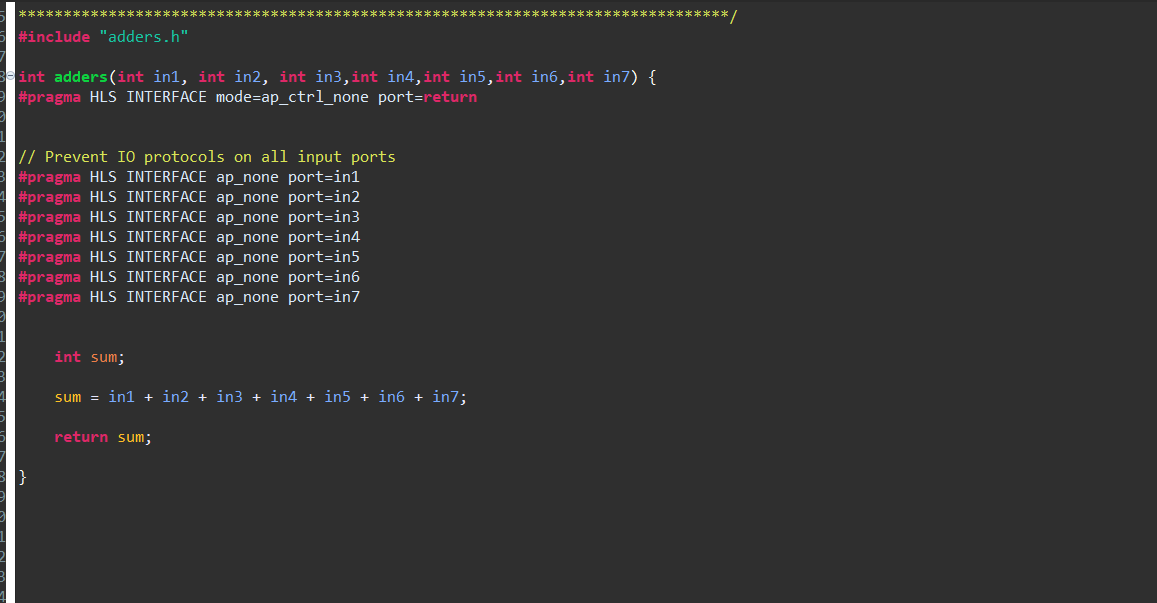 *******************************************************************************/
#include "adders.h"
int adders(int in1, int in2, int in3,int in4,int in5,int in6,int in7) {
#pragma HLS INTERFACE mode=ap_ctrl_none port=return
// Prevent IO protocols on all input ports
#pragma HLS INTERFACE ap_none port=in1
#pragma HLS INTERFACE ap_none port=in2
#pragma HLS INTERFACE ap_none port=in3
#pragma HLS INTERFACE ap_none port=in4
#pragma HLS INTERFACE ap_none port=in5
#pragma HLS INTERFACE ap_none port=in6
#pragma HLS INTERFACE ap_none port=in7
int sum;
sum = in1 + in2 + in3 + in4 + in5 + in6 + in7;
return sum;
}